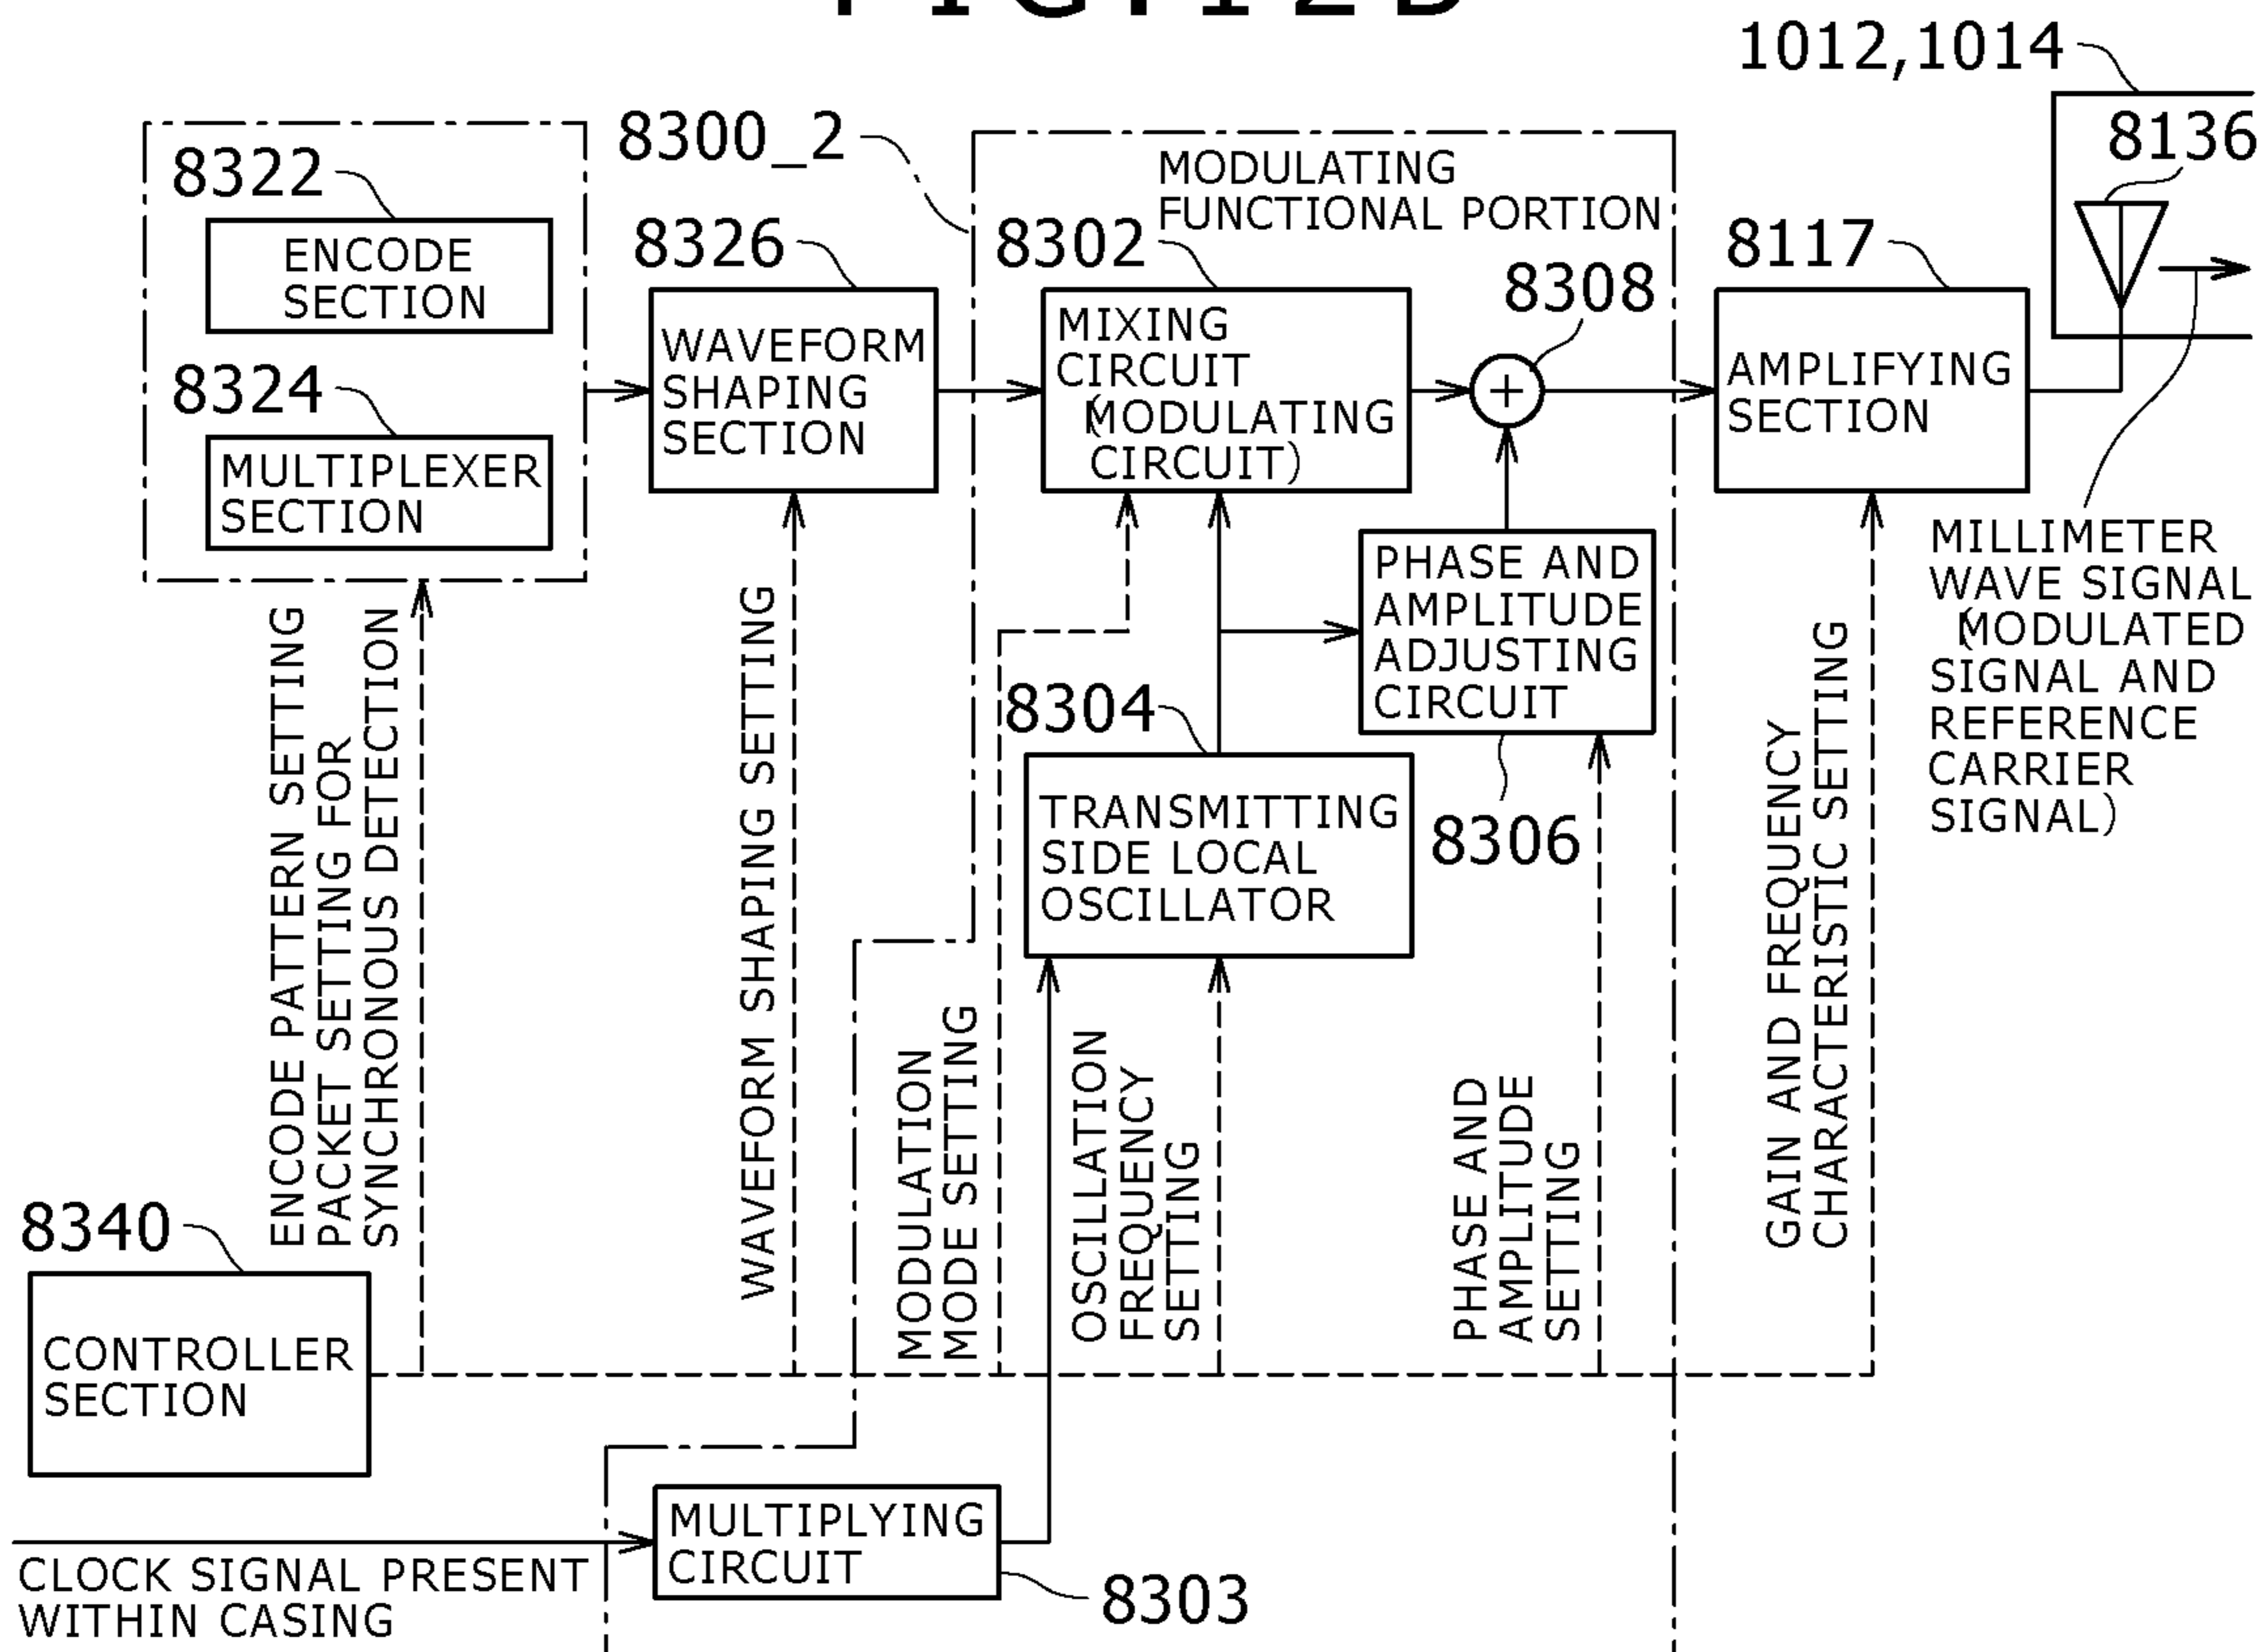 1012,1014
8136
8322
ENCODE
SECTION
8324
MULTIPLEXER
SECTION
8300_2
MODULATING
FUNCTIONAL PORTION
8326
WAVEFORM
SHAPING
SECTION
8302
MIXING
CIRCUIT
(MODULATING
CIRCUIT)
8308
+
8117
AMPLIFYING
SECTION
PHASE AND
AMPLITUDE
ADJUSTING
CIRCUIT
8306
8304
TRANSMITTING
SIDE LOCAL
OSCILLATOR
MILLIMETER
WAVE SIGNAL
(MODULATED
SIGNAL AND
REFERENCE
CARRIER
SIGNAL)
ENCODE PATTERN SETTING
PACKET SETTING FOR
SYNCHRONOUS DETECTION
WAVEFORM SHAPING SETTING
MODULATION
MODE SETTING
OSCILLATION
FREQUENCY
SETTING
PHASE AND
AMPLITUDE
SETTING
GAIN AND FREQUENCY
CHARACTERISTIC SETTING
8340
CONTROLLER
SECTION
MULTIPLYING
CIRCUIT
8303
CLOCK SIGNAL PRESENT
WITHIN CASING